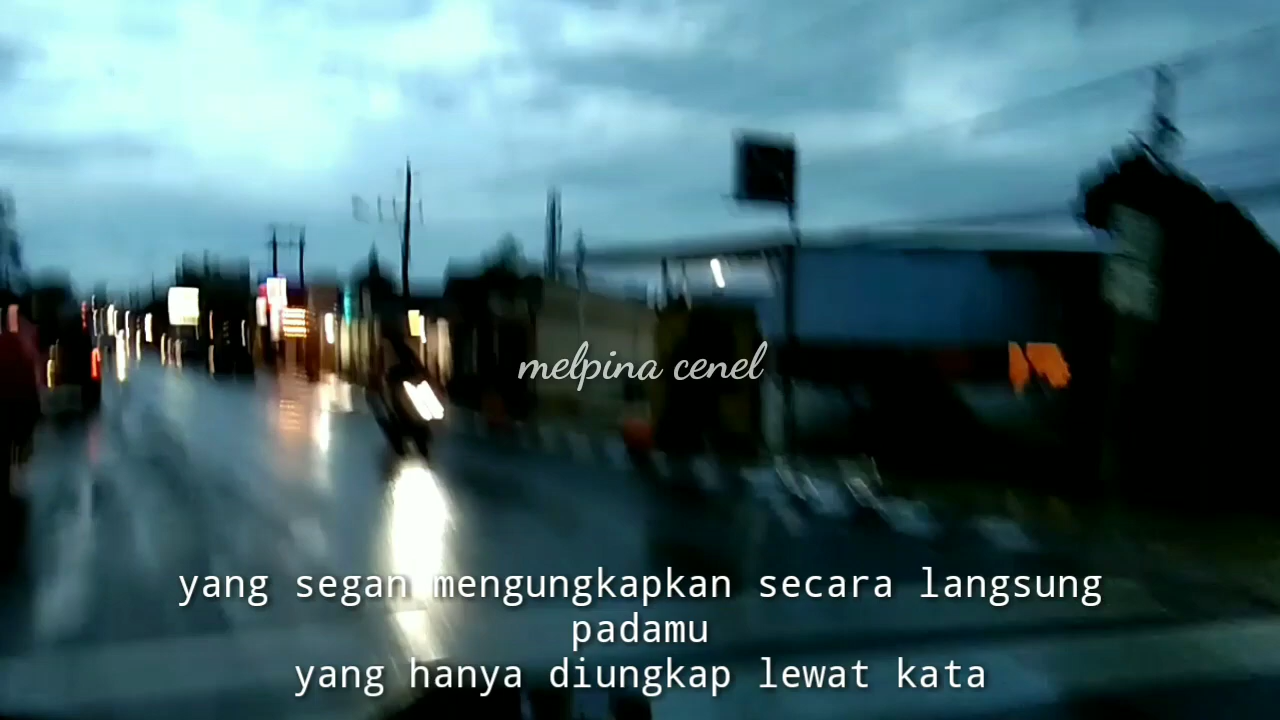 melpina cenel
yang segan mengungkapkan secara langsung
padamu
yang hanya diungkap lewat kata